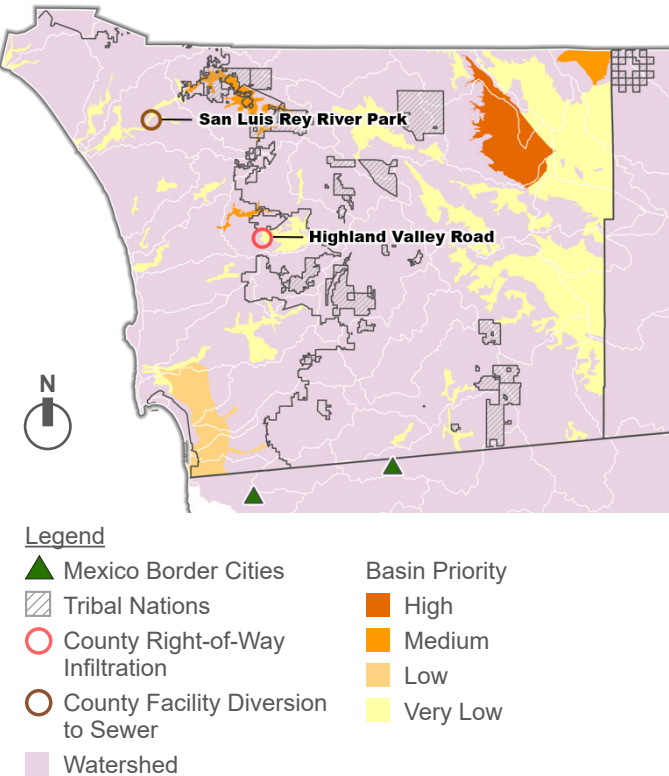 San Luis Rey River Park
Highland Valley Road
N
Legend
Mexico Border Cities
Tribal Nations
County Right-of-Way
Infiltration
County Facility Diversion
to Sewer
Watershed
Basin Priority
High
Medium
Low
Very Low